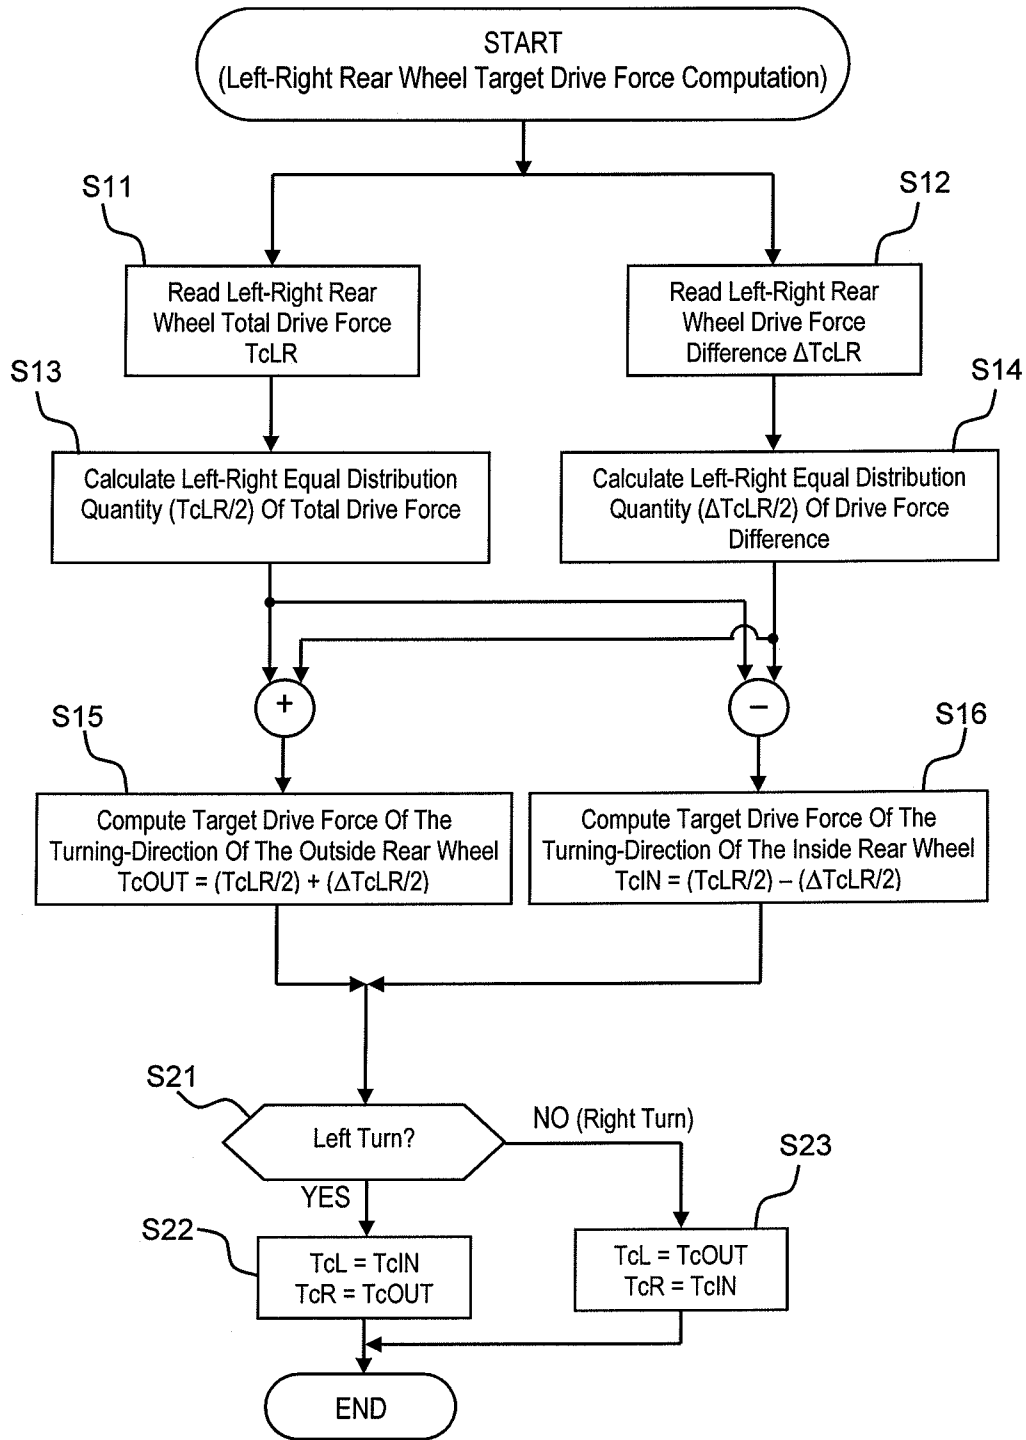 START
(Left-Right Rear Wheel Target Drive Force Computation)
S11
S12
Read Left-Right Rear
Wheel Total Drive Force
TcLR
Read Left-Right Rear
Wheel Drive Force
Difference ΔTcLR
S13
S14
Calculate Left-Right Equal Distribution
Quantity (TcLR/2) Of Total Drive Force
Calculate Left-Right Equal Distribution
Quantity (ΔTcLR/2) Of Drive Force
Difference
+
−
S15
S16
Compute Target Drive Force Of The
Turning-Direction Of The Outside Rear Wheel
TcOUT = (TcLR/2) + (ΔTcLR/2)
Compute Target Drive Force Of The
Turning-Direction Of The Inside Rear Wheel
TcIN = (TcLR/2) − (ΔTcLR/2)
S21
Left Turn?
NO (Right Turn)
YES
S22
S23
TcL = TcIN
TcR = TcOUT
TcL = TcOUT
TcR = TcIN
END